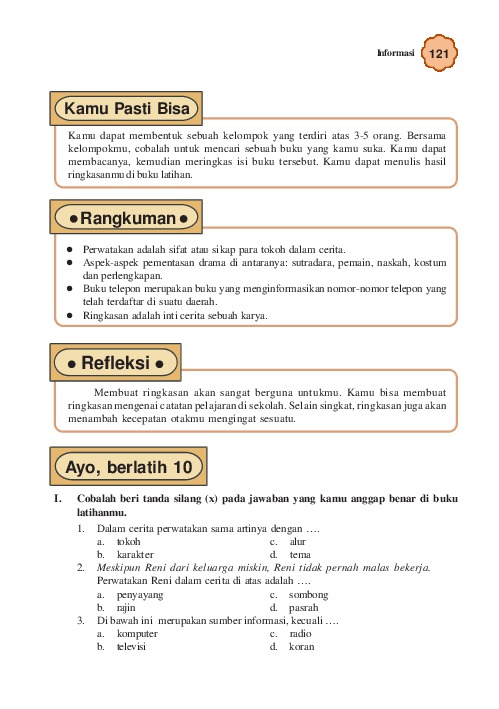 Informasi 121
Kamu Pasti Bisa
Kamu dapat membentuk sebuah kelompok yang terdiri atas 3-5 orang. Bersama
kelompokmu, cobalah untuk mencari sebuah buku yang kamu suka. Kamu dapat
membacanya, kemudian meringkas isi buku tersebut. Kamu dapat menulis hasil
ringkasanmu di buku latihan.
● Rangkuman ●
● Perwatakan adalah sifat atau sikap para tokoh dalam cerita.
● Aspek-aspek pementasan drama di antaranya: sutradara, pemain, naskah, kostum
dan perlengkapan.
● Buku telepon merupakan buku yang menginformasikan nomor-nomor telepon yang
telah terdaftar di suatu daerah.
● Ringkasan adalah inti cerita sebuah karya.
● Refleksi ●
Membuat ringkasan akan sangat berguna untukmu. Kamu bisa membuat
ringkasan mengenai catatan pelajaran di sekolah. Selain singkat, ringkasan juga akan
menambah kecepatan otakmu mengingat sesuatu.
Ayo, berlatih 10
I. Cobalah beri tanda silang (x) pada jawaban yang kamu anggap benar di buku
latihanmu.
1. Dalam cerita perwatakan sama artinya dengan ….
a. tokoh c. alur
b. karakter d. tema
2. Meskipun Reni dari keluarga miskin, Reni tidak pernah malas bekerja.
Perwatakan Reni dalam cerita di atas adalah ….
a. penyayang c. sombong
b. rajin d. pasrah
3. Di bawah ini merupakan sumber informasi, kecuali ….
a. komputer c. radio
b. televisi d. koran